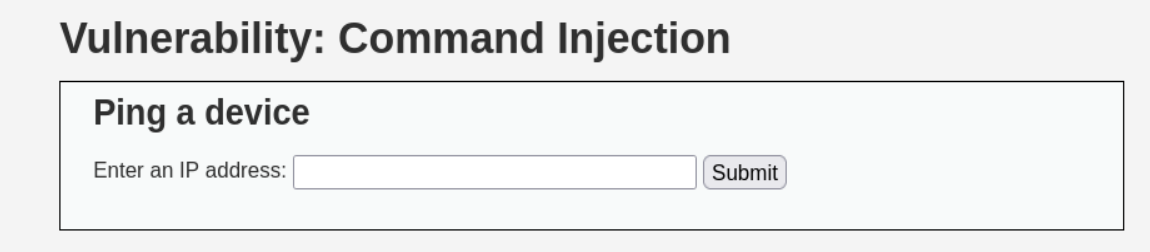 Vulnerability: Command Injection
Ping a device
Enter an IP address: Submit